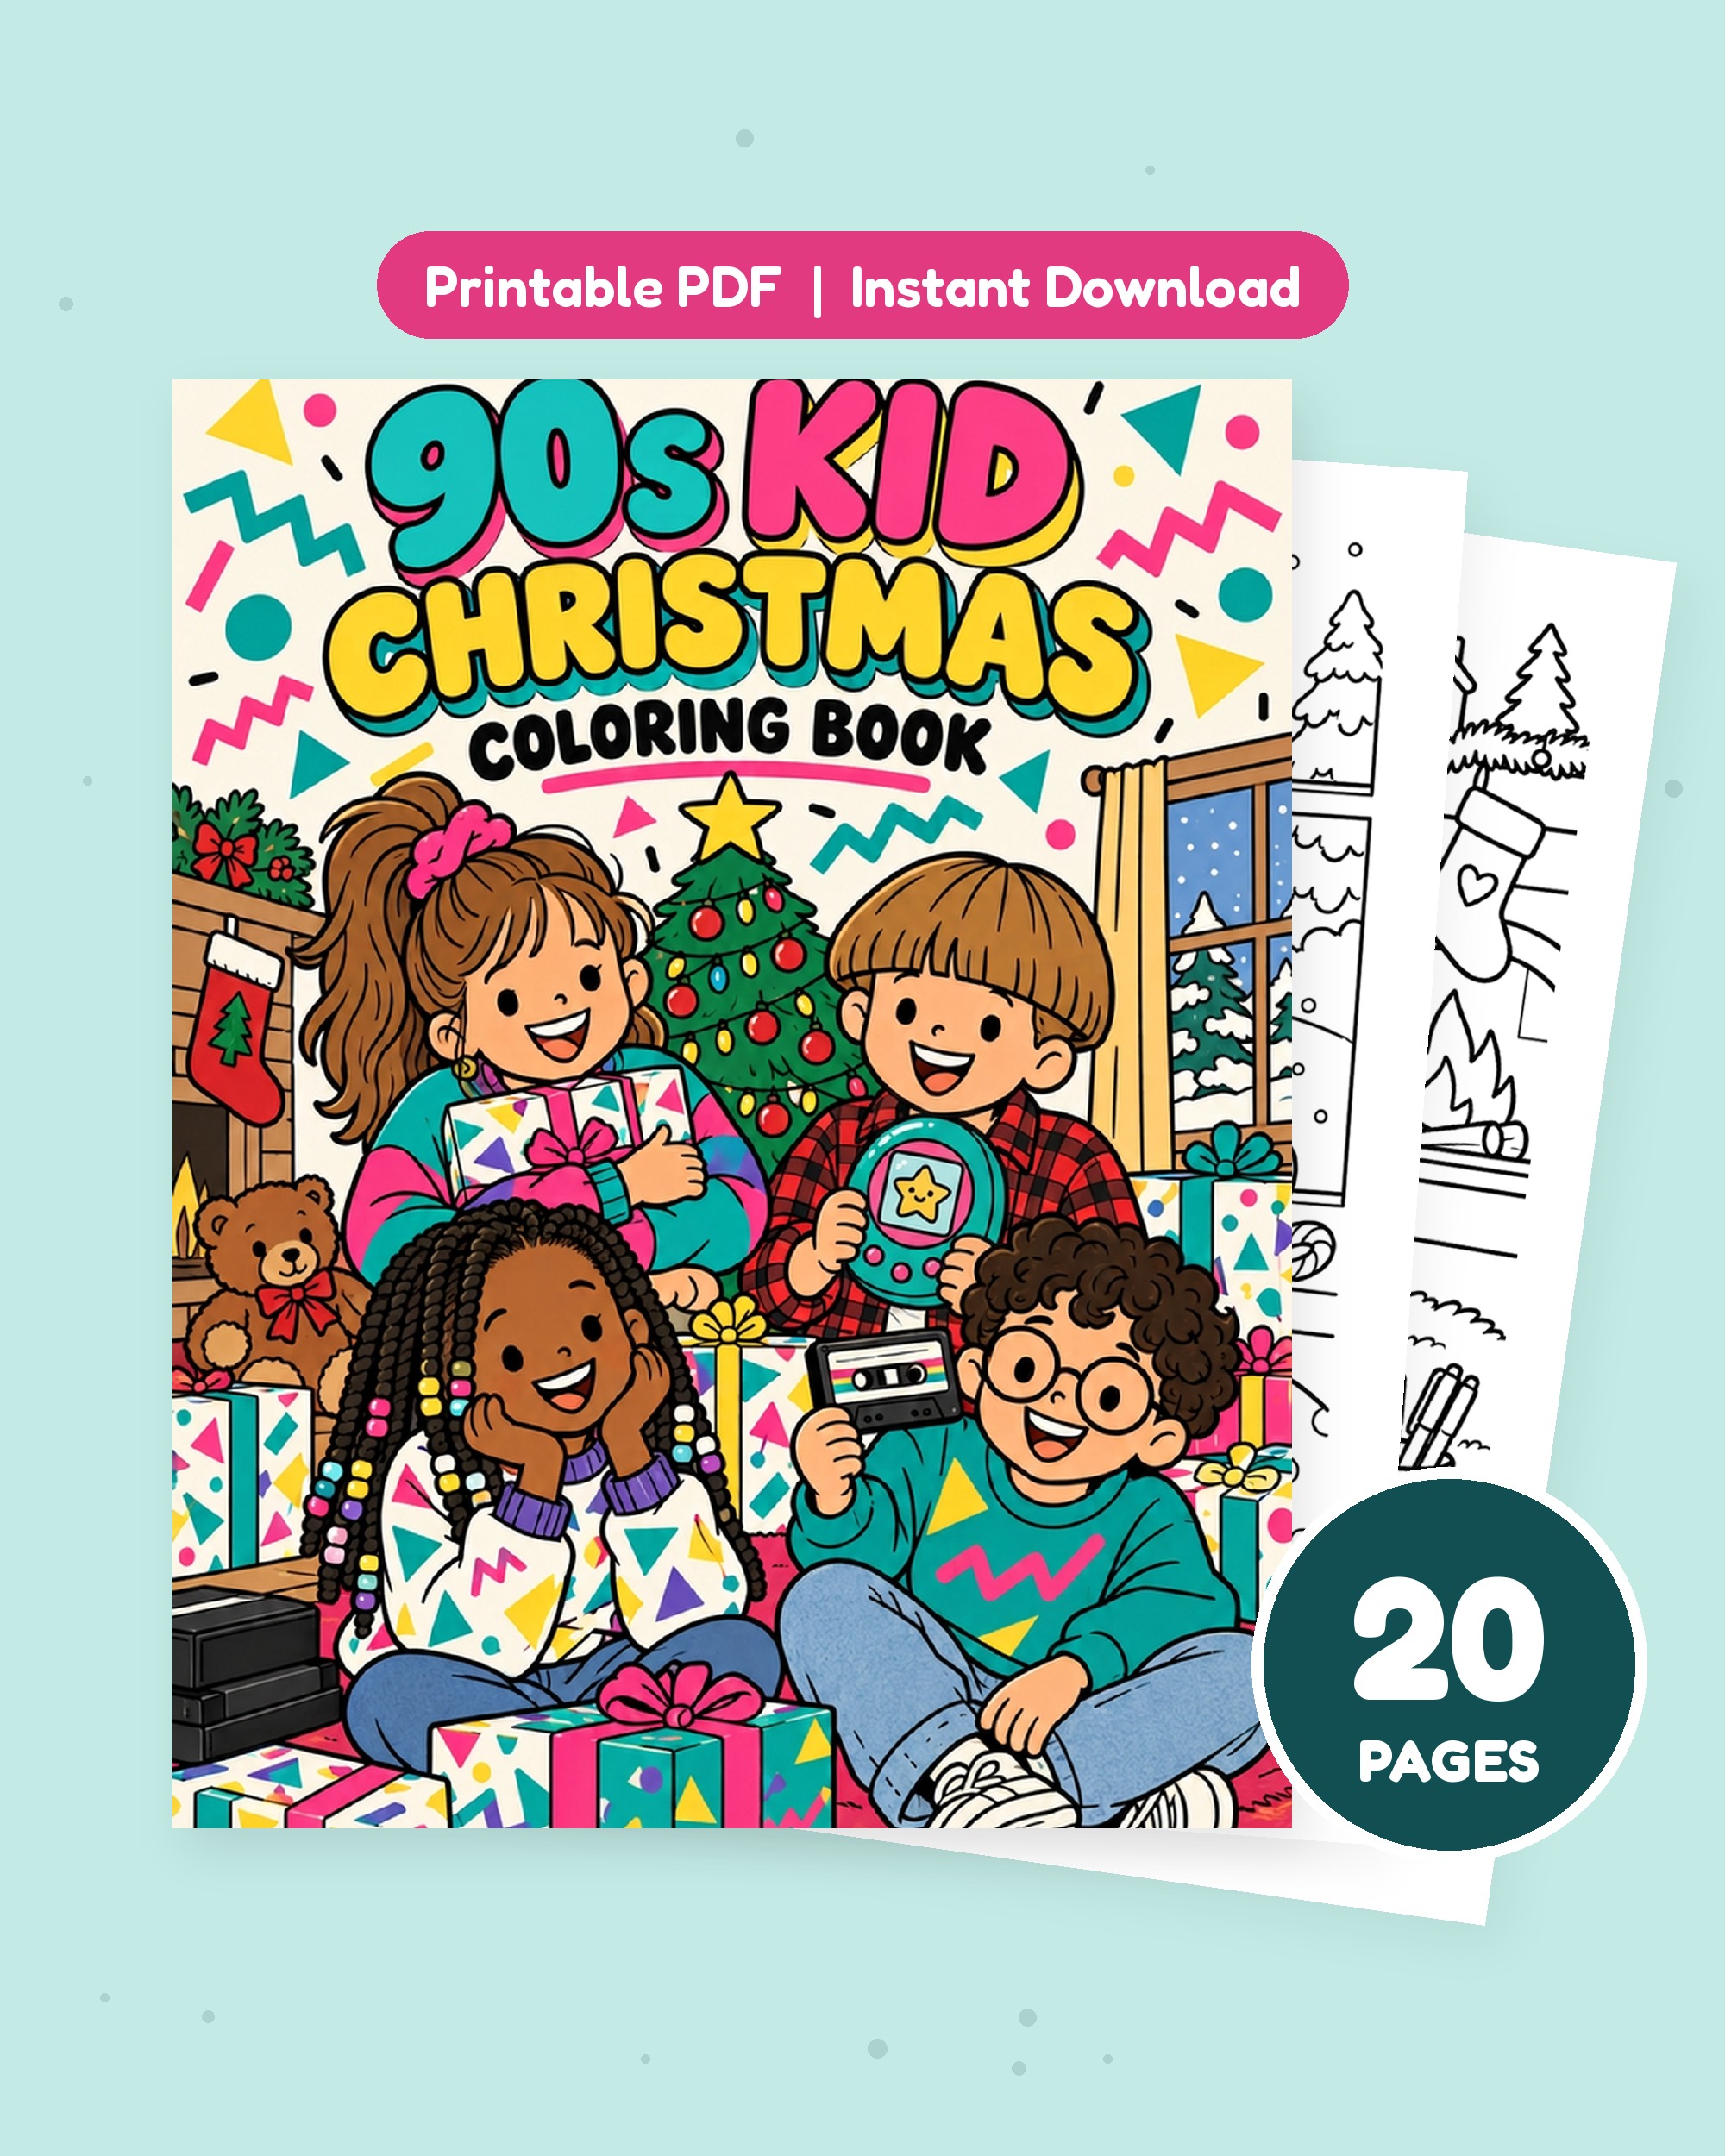 Printable PDF | Instant Download
90s KID
CHRISTMAS
COLORING BOOK
20
PAGES